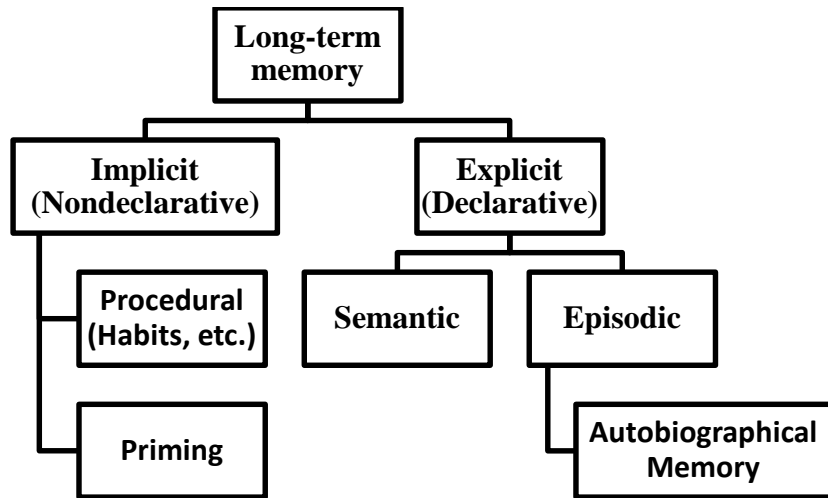 Long-term
memory
Implicit
(Nondeclarative)
Explicit
(Declarative)
Procedural
(Habits, etc.)
Semantic
Episodic
Priming
Autobiographical
Memory